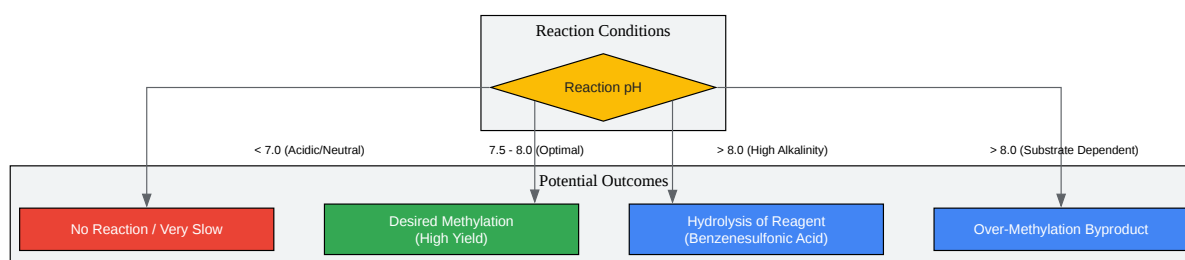 Reaction Conditions
Reaction pH
< 7.0 (Acidic/Neutral)
7.5 - 8.0 (Optimal)
> 8.0 (High Alkalinity)
> 8.0 (Substrate Dependent)
Potential Outcomes
No Reaction / Very Slow
Desired Methylation
(High Yield)
Hydrolysis of Reagent
(Benzenesulfonic Acid)
Over-Methylation Byproduct